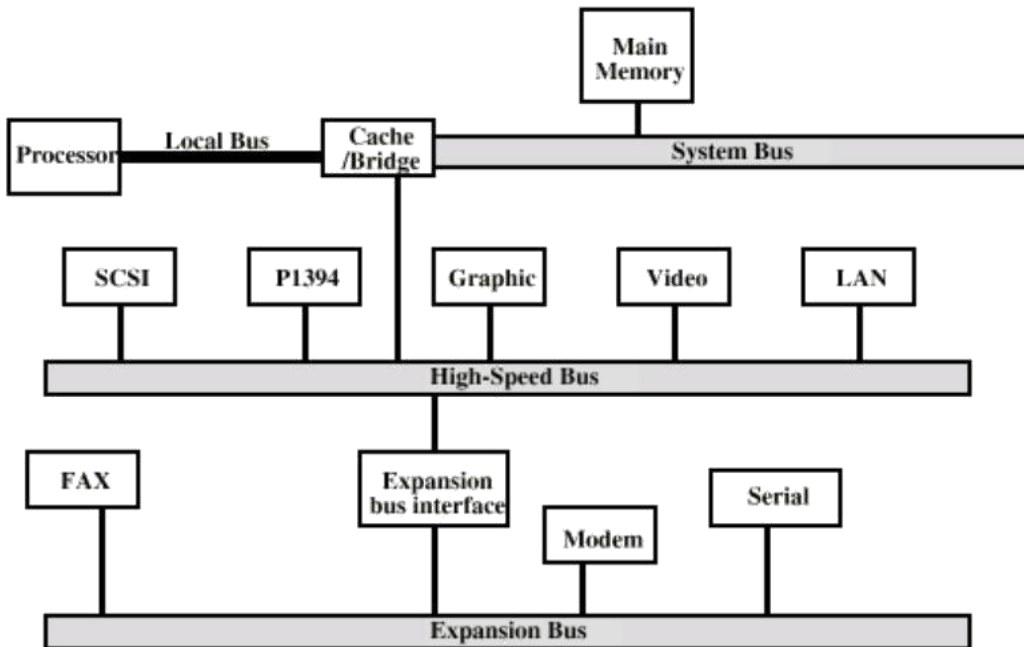 Main
Memory
Local Bus
Processor
Cache
/Bridge
System Bus
SCSI
P1394
Graphic
Video
LAN
High-Speed Bus
FAX
Expansion
bus interface
Serial
Modem
Expansion Bus